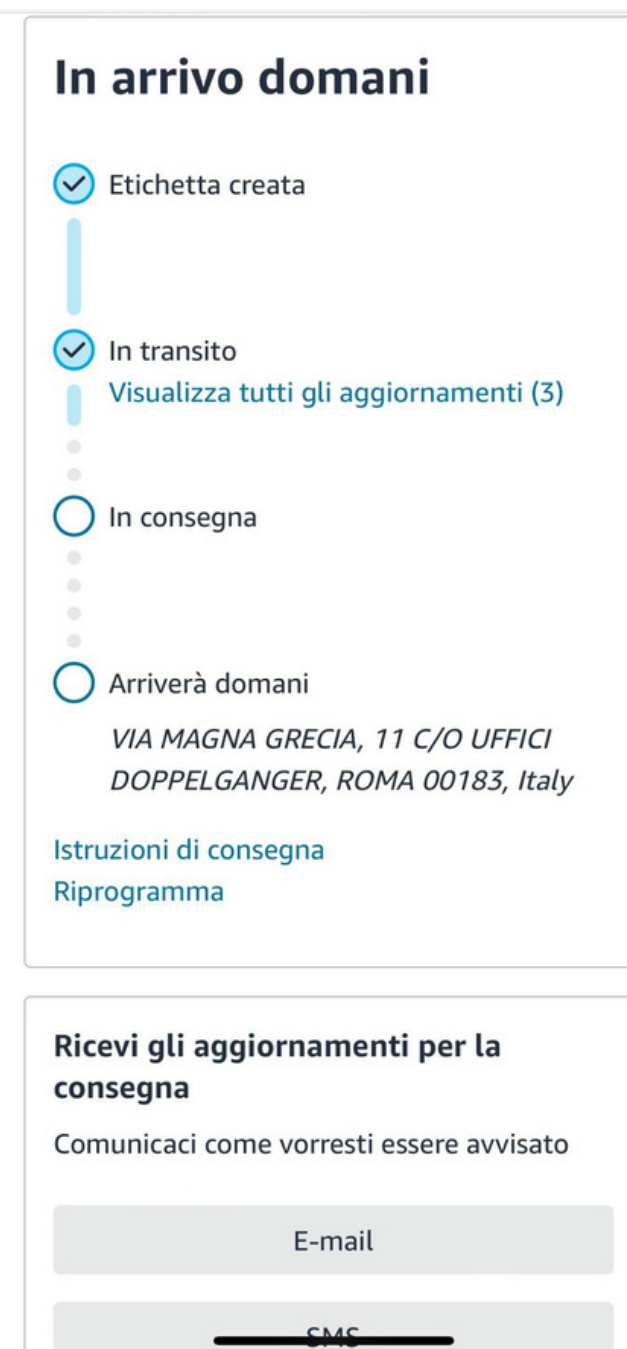 In arrivo domani
Etichetta creata
In transito
Visualizza tutti gli aggiornamenti (3)
In consegna
Arriverà domani
VIA MAGNA GRECIA, 11 C/O UFFICI
DOPPELGANGER, ROMA 00183, Italy
Istruzioni di consegna
Riprogramma
Ricevi gli aggiornamenti per la
consegna
Comunicaci come vorresti essere avvisato
E-mail
SMS